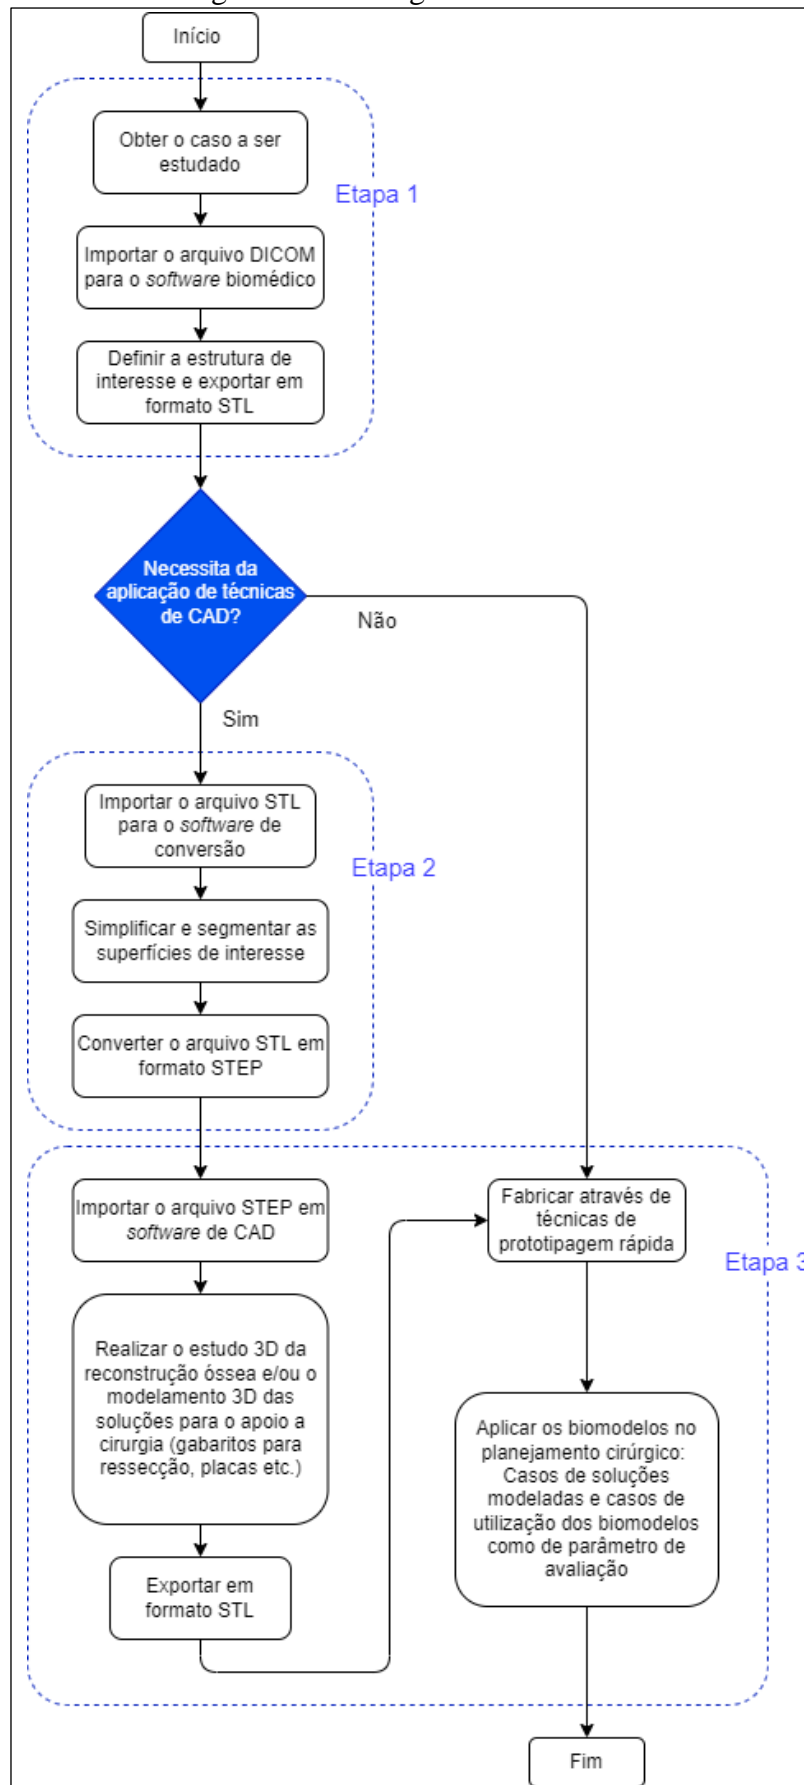 Início
Obter o caso a ser
estudado
Etapa 1
Importar o arquivo DICOM
para o software biomédico
Definir a estrutura de
interesse e exportar em
formato STL
Necessita da
aplicação de técnicas
de CAD?
Não
Sim
Importar o arquivo STL
para o software de
conversão
Etapa 2
Simplificar e segmentar as
superfícies de interesse
Converter o arquivo STL em
formato STEP
Importar o arquivo STEP em
software de CAD
Fabricar através de
técnicas de
prototipagem rápida
Etapa 3
Realizar o estudo 3D da
reconstrução óssea e/ou o
modelamento 3D das
soluções para o apoio a
cirurgia (gabaritos para
ressecção, placas etc.)
Aplicar os biomodelos no
planejamento cirúrgico:
Casos de soluções
modeladas e casos de
utilização dos biomodelos
como de parâmetro de
avaliação
Exportar em
formato STL
Fim